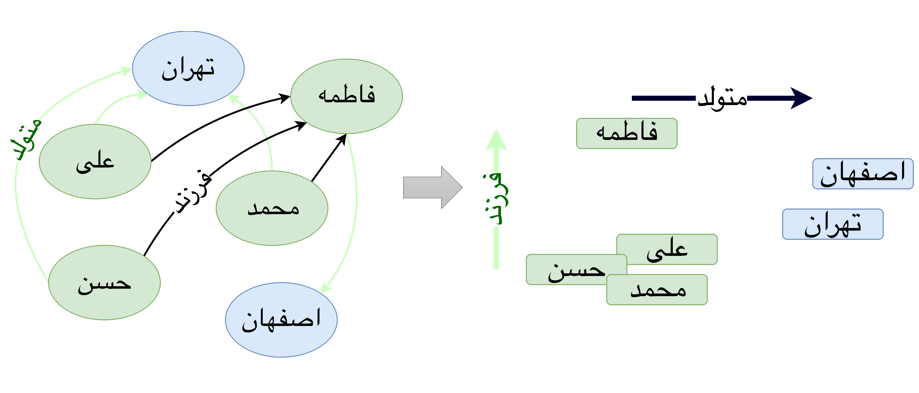 تهران
فاطمه
متولد
علی
فرزند
محمد
حسن
اصفهان
متولد
فاطمه
اصفهان
فرزند
تهران
علی
حسن
محمد